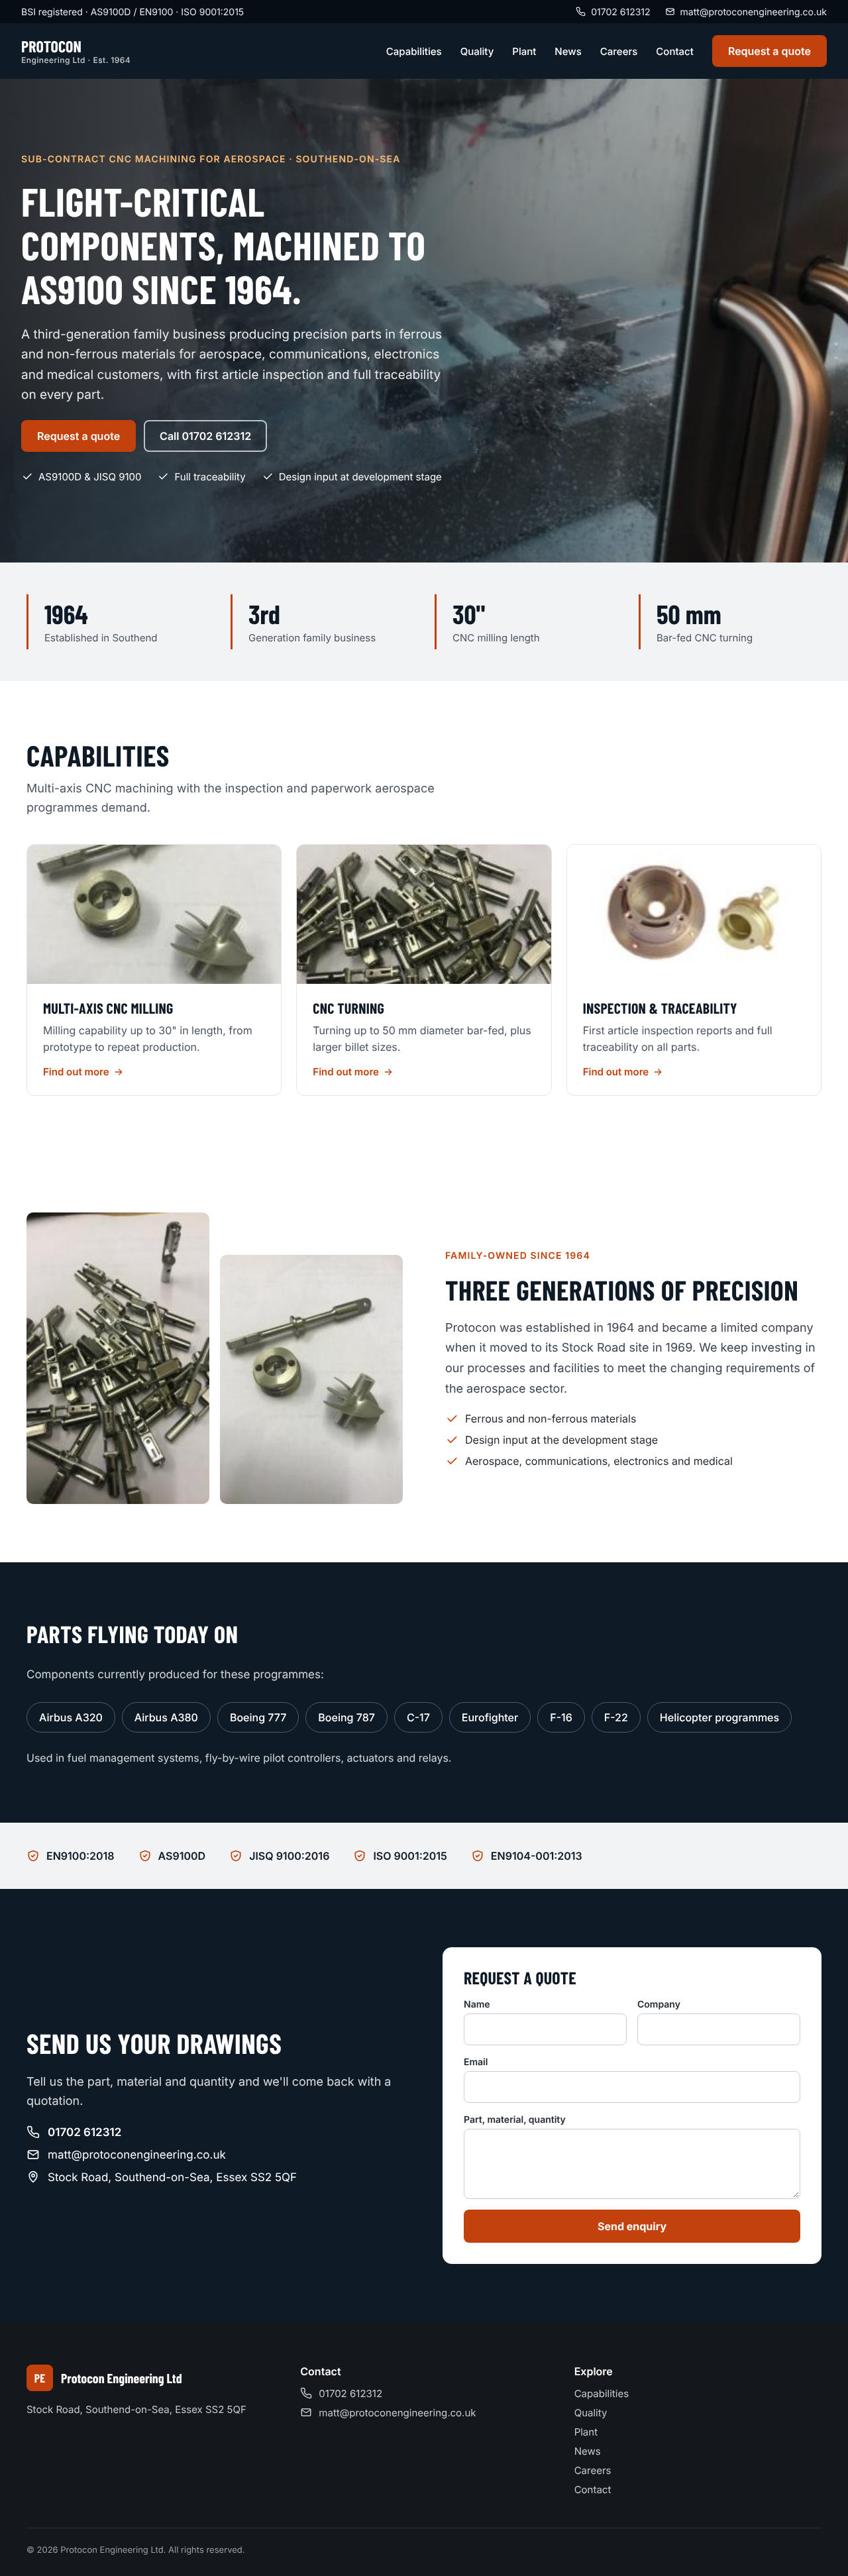 BSI registered · AS9100D / EN9100 · ISO 9001:2015
01702 612312
matt@protoconengineering.co.uk
PROTOCON
Engineering Ltd · Est. 1964
Capabilities
Quality
Plant
News
Careers
Contact
Request a quote
SUB-CONTRACT CNC MACHINING FOR AEROSPACE · SOUTHEND-ON-SEA
FLIGHT-CRITICAL
COMPONENTS, MACHINED TO
AS9100 SINCE 1964.
A third-generation family business producing precision parts in ferrous
and non-ferrous materials for aerospace, communications, electronics
and medical customers, with first article inspection and full traceability
on every part.
Request a quote
Call 01702 612312
AS9100D & JISQ 9100
Full traceability
Design input at development stage
1964
Established in Southend
3rd
Generation family business
30"
CNC milling length
50 mm
Bar-fed CNC turning
CAPABILITIES
Multi-axis CNC machining with the inspection and paperwork aerospace
programmes demand.
MULTI-AXIS CNC MILLING
Milling capability up to 30" in length, from
prototype to repeat production.
Find out more →
CNC TURNING
Turning up to 50 mm diameter bar-fed, plus
larger billet sizes.
Find out more →
INSPECTION & TRACEABILITY
First article inspection reports and full
traceability on all parts.
Find out more →
FAMILY-OWNED SINCE 1964
THREE GENERATIONS OF PRECISION
Protocon was established in 1964 and became a limited company
when it moved to its Stock Road site in 1969. We keep investing in
our processes and facilities to meet the changing requirements of
the aerospace sector.
Ferrous and non-ferrous materials
Design input at the development stage
Aerospace, communications, electronics and medical
PARTS FLYING TODAY ON
Components currently produced for these programmes:
Airbus A320
Airbus A380
Boeing 777
Boeing 787
C-17
Eurofighter
F-16
F-22
Helicopter programmes
Used in fuel management systems, fly-by-wire pilot controllers, actuators and relays.
EN9100:2018
AS9100D
JISQ 9100:2016
ISO 9001:2015
EN9104-001:2013
SEND US YOUR DRAWINGS
Tell us the part, material and quantity and we'll come back with a
quotation.
01702 612312
matt@protoconengineering.co.uk
Stock Road, Southend-on-Sea, Essex SS2 5QF
REQUEST A QUOTE
Name
Company
Email
Part, material, quantity
Send enquiry
PE
Protocon Engineering Ltd
Stock Road, Southend-on-Sea, Essex SS2 5QF
Contact
01702 612312
matt@protoconengineering.co.uk
Explore
Capabilities
Quality
Plant
News
Careers
Contact
© 2026 Protocon Engineering Ltd. All rights reserved.